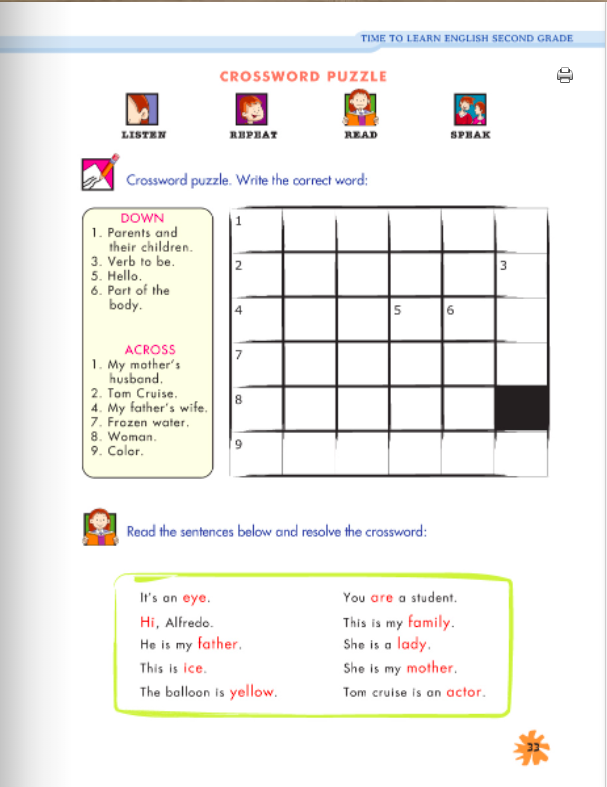 TIME TO LEARN ENGLISH SECOND GRADE
CROSSWORD PUZZLE
LISTEN
REPEAT
READ
SPEAK
Crossword puzzle. Write the correct word:
DOWN
1. Parents and
their children.
3. Verb to be.
5. Hello.
6. Part of the
body.
ACROSS
1. My mother's
husband.
2. Tom Cruise.
4. My father's wife.
7. Frozen water.
8. Woman.
9. Color.
1
2 3
4 5 6
7
8
9
Read the sentences below and resolve the crossword:
It's an eye.
Hi, Alfredo.
He is my father.
This is ice.
The balloon is yellow.
You are a student.
This is my family.
She is a lady.
She is my mother.
Tom cruise is an actor.
33